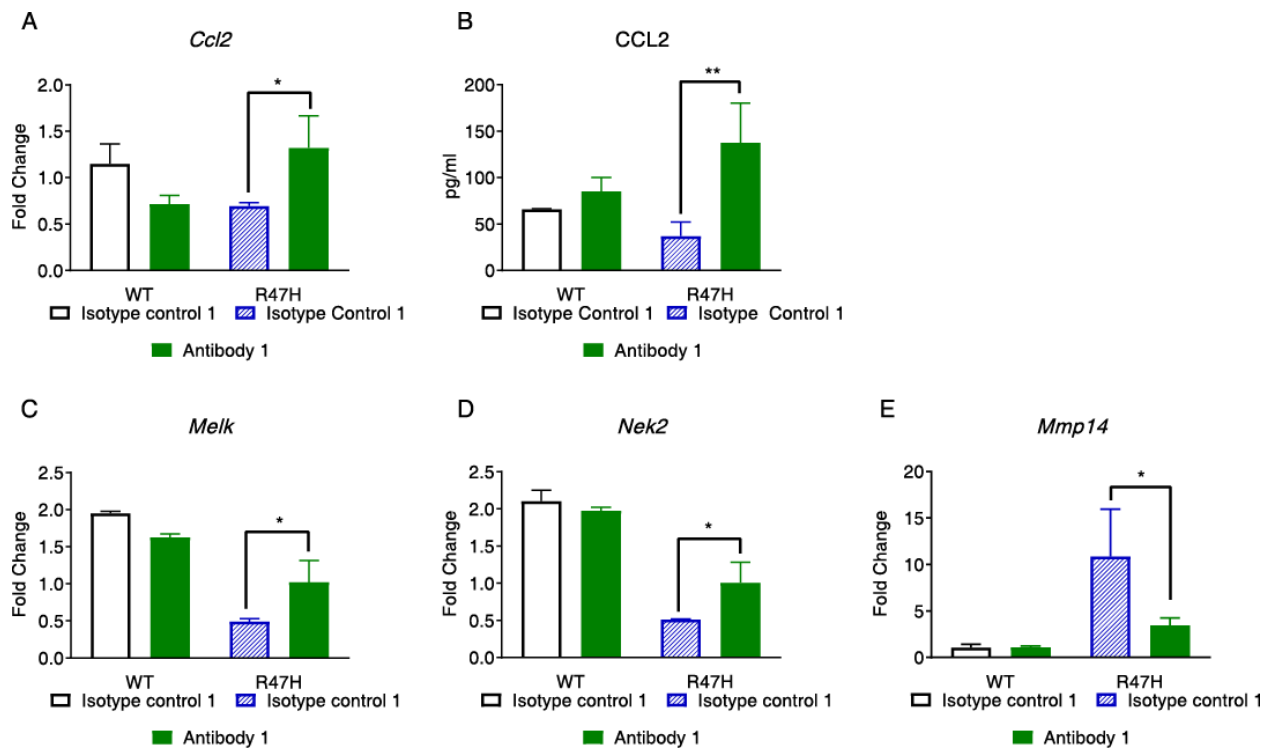 A
Ccl2
Fold Change
2.0
1.5
1.0
0.5
0.0
*
WT
R47H
Isotype control 1
Isotype Control 1
Antibody 1
B
CCL2
pg/ml
200
150
100
50
0
**
WT
R47H
Isotype Control 1
Isotype Control 1
Antibody 1
C
Melk
Fold Change
2.5
2.0
1.5
1.0
0.5
0.0
*
WT
R47H
Isotype control 1
Isotype control 1
Antibody 1
D
Nek2
Fold Change
2.5
2.0
1.5
1.0
0.5
0.0
*
WT
R47H
Isotype control 1
Isotype control 1
Antibody 1
E
Mmp14
Fold Change
20
15
10
5
0
*
WT
R47H
Isotype control 1
Isotype control 1
Antibody 1